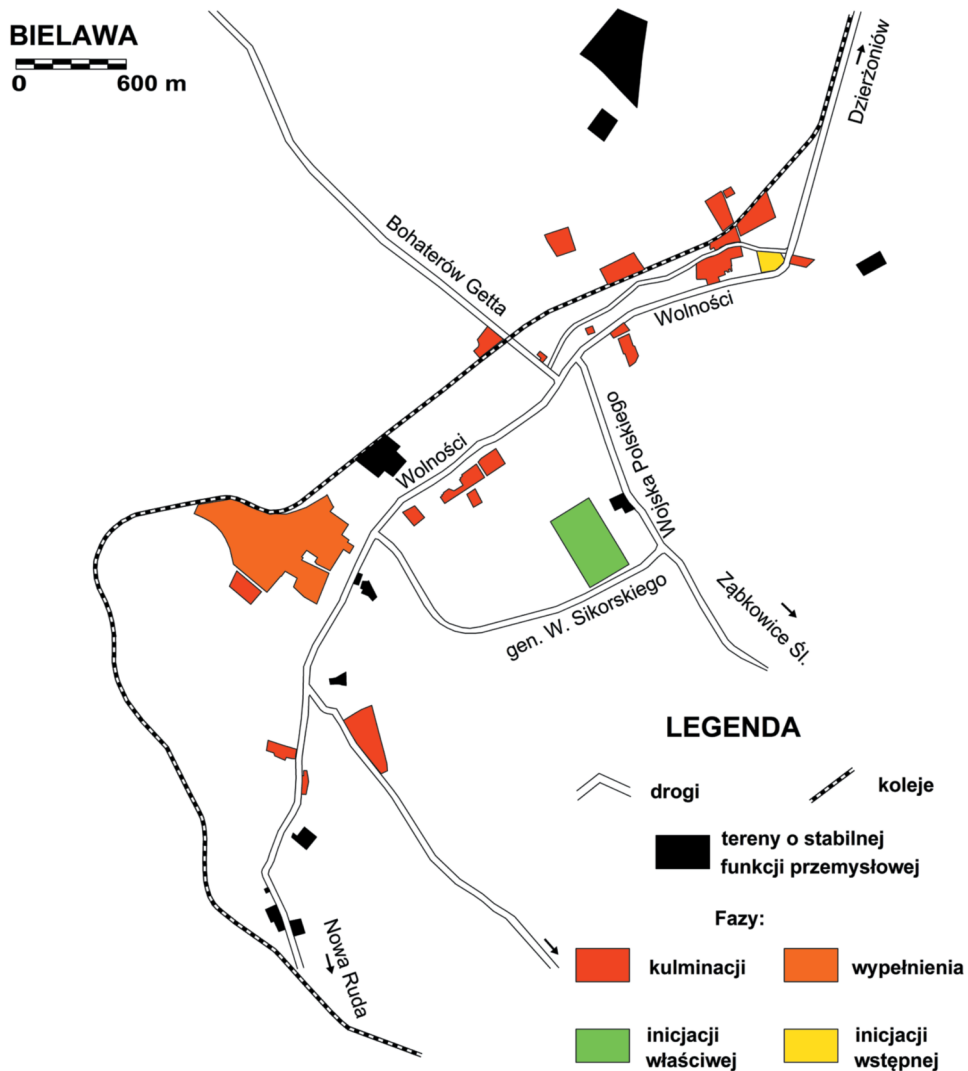 BIELAWA
0 600 m
Dzierżoniów
Bohaterów Getta
Wolności
Wojska Polskiego
Wolności
gen. W. Sikorskiego
Ząbkowice Śl.
Nowa Ruda
LEGENDA
drogi
koleje
tereny o stabilnej
funkcji przemysłowej
Fazy:
kulminacji
wypełnienia
inicjacji
właściwej
inicjacji
wstępnej